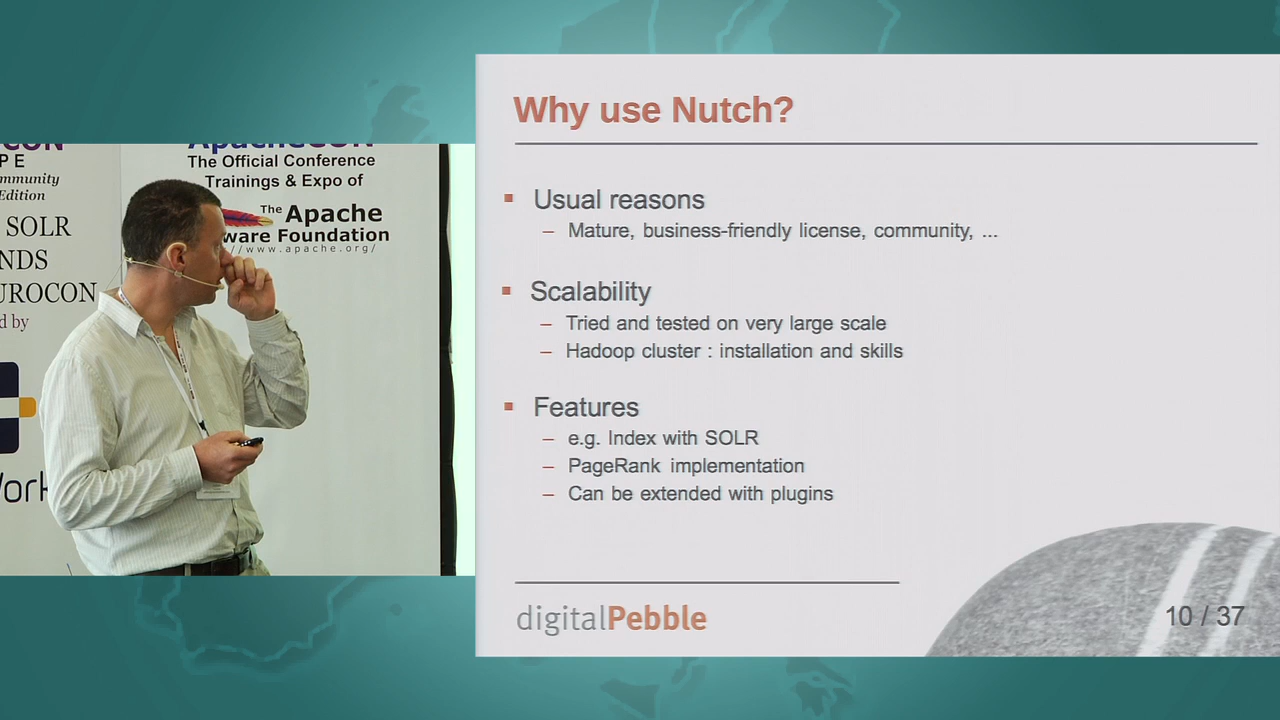 CON
PE
ommunity
Edition
SOLR
NDS
UROCON
d by
Work
ApacheCON
The Official Conference
Trainings & Expo of
The Apache
ware Foundation
//www.apache.org/
Why use Nutch?
Usual reasons
– Mature, business-friendly license, community, ...
Scalability
– Tried and tested on very large scale
– Hadoop cluster : installation and skills
Features
– e.g. Index with SOLR
– PageRank implementation
– Can be extended with plugins
digitalPebble
10 / 37